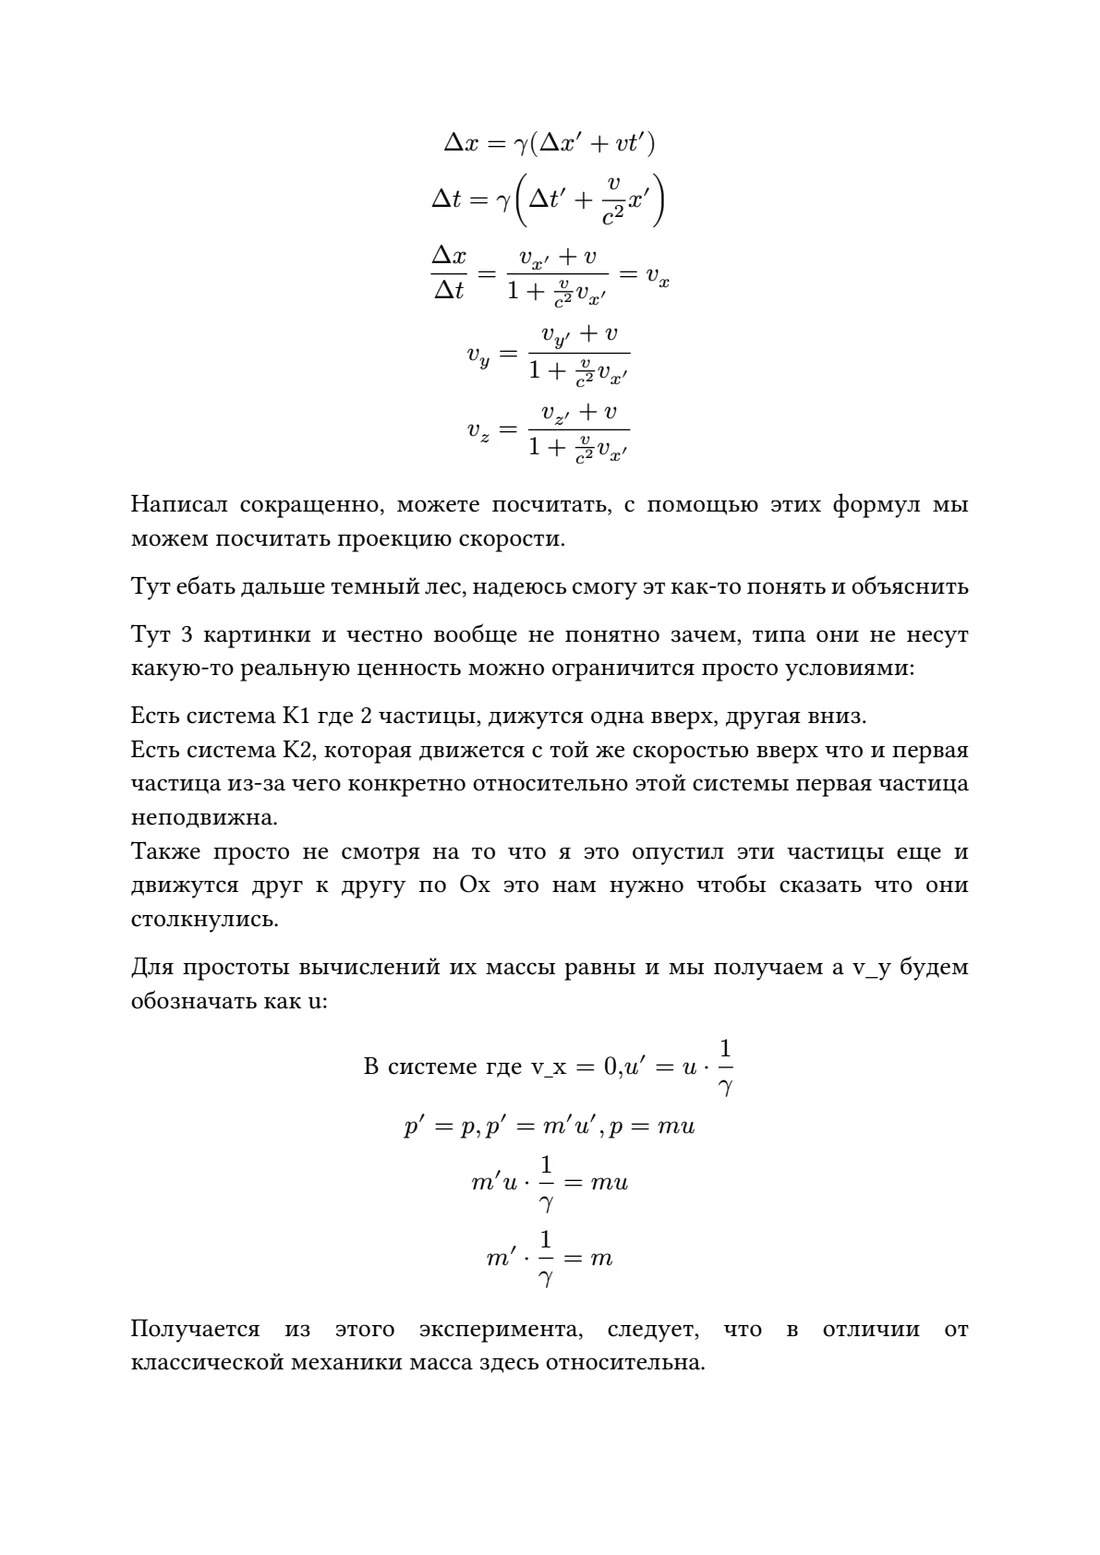 Δx = γ(Δx′ + vt′)
Δt = γ(Δt′ + v/c² x′)
Δx/Δt = (v_x′ + v)/(1 + v/c² v_x′) = v_x
v_y = (v_y′ + v)/(1 + v/c² v_x′)
v_z = (v_z′ + v)/(1 + v/c² v_x′)
Написал сокращенно, можете посчитать, с помощью этих формул мы
можем посчитать проекцию скорости.
Тут ебать дальше темный лес, надеюсь смогу эт как-то понять и объяснить
Тут 3 картинки и честно вообще не понятно зачем, типа они не несут
какую-то реальную ценность можно ограничится просто условиями:
Есть система К1 где 2 частицы, дижутся одна вверх, другая вниз.
Есть система К2, которая движется с той же скоростью вверх что и первая
частица из-за чего конкретно относительно этой системы первая частица
неподвижна.
Также просто не смотря на то что я это опустил эти частицы еще и
движутся друг к другу по Ох это нам нужно чтобы сказать что они
столкнулись.
Для простоты вычислений их массы равны и мы получаем а v_y будем
обозначать как u:
В системе где v_x = 0,u′ = u · 1/γ
p′ = p, p′ = m′u′, p = mu
m′u · 1/γ = mu
m′ · 1/γ = m
Получается из этого эксперимента, следует, что в отличии от
классической механики масса здесь относительна.